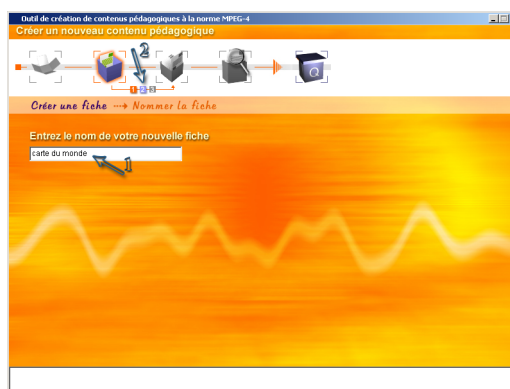 Outil de création de contenus pédagogiques à la norme MPEG-4
Créer un nouveau contenu pédagogique
2
1 2 3
Q
Créer une fiche ---> Nommer la fiche
Entrez le nom de votre nouvelle fiche
carte du monde
1